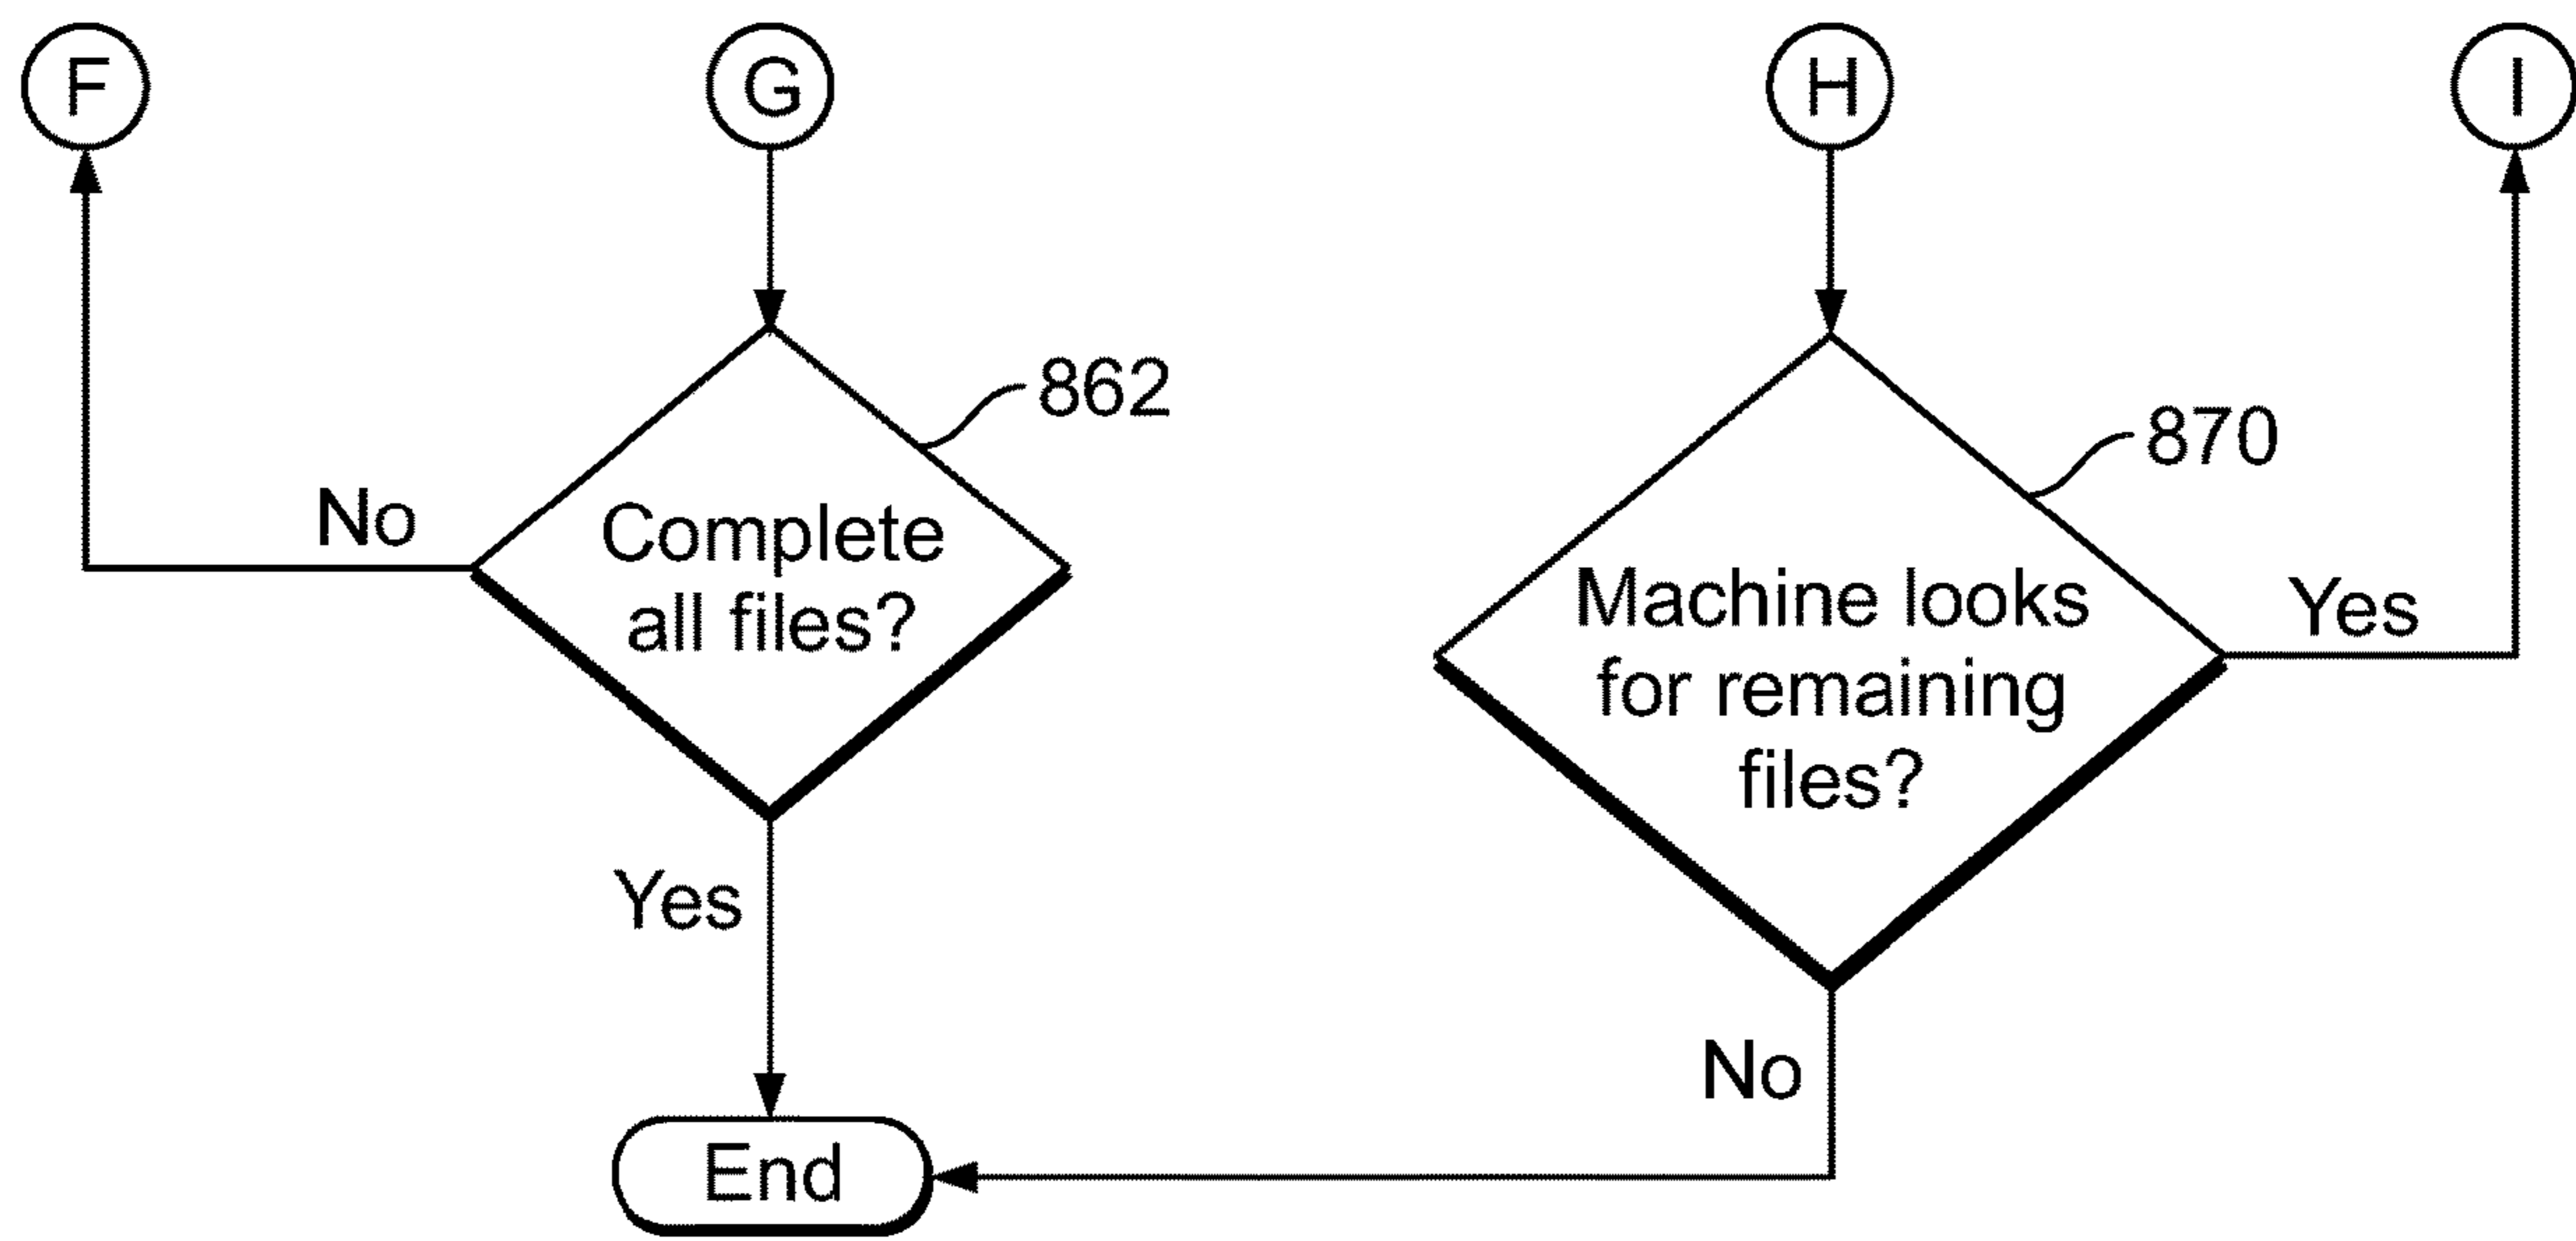 F
G
H
I
862
870
No
Complete
all files?
Machine looks
for remaining
files?
Yes
Yes
No
End